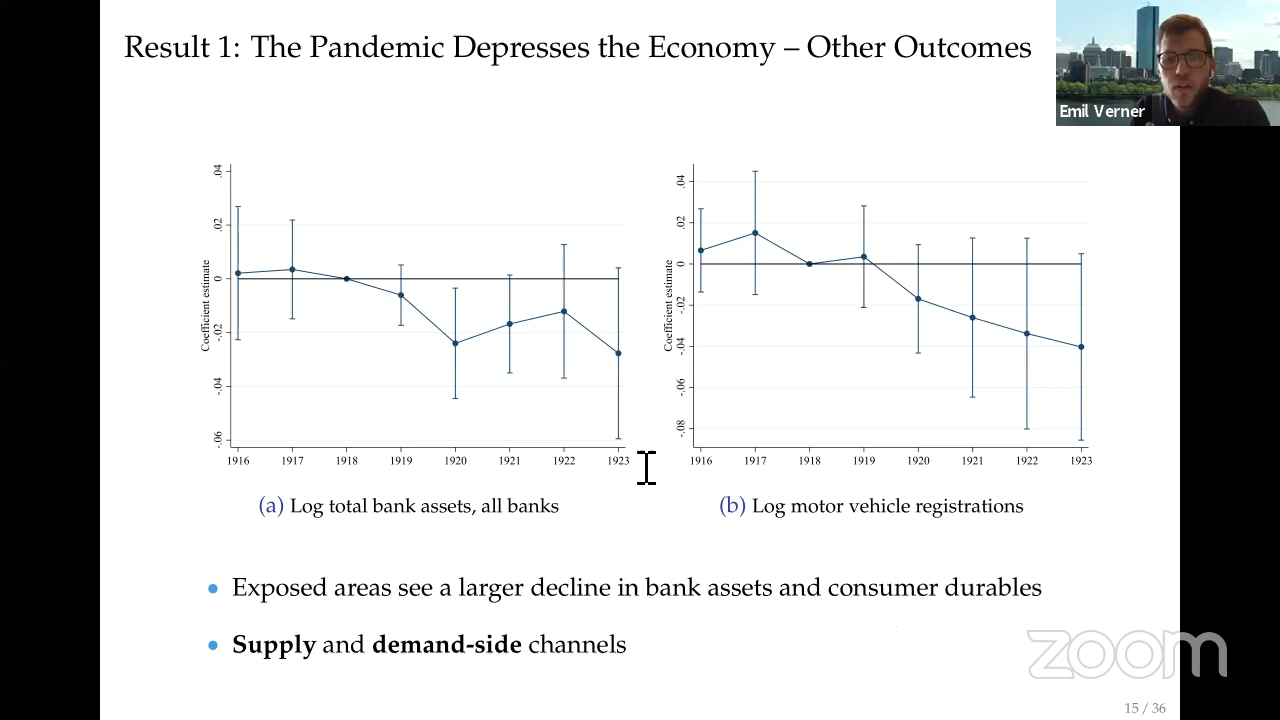 Result 1: The Pandemic Depresses the Economy – Other Outcomes
Emil Verner
Coefficient estimate
.04
.02
0
-.02
-.04
-.06
1916 1917 1918 1919 1920 1921 1922 1923
(a) Log total bank assets, all banks
Coefficient estimate
.04
.02
0
-.02
-.04
-.06
-.08
1916 1917 1918 1919 1920 1921 1922 1923
(b) Log motor vehicle registrations
• Exposed areas see a larger decline in bank assets and consumer durables
• Supply and demand-side channels
zoom
15 / 36